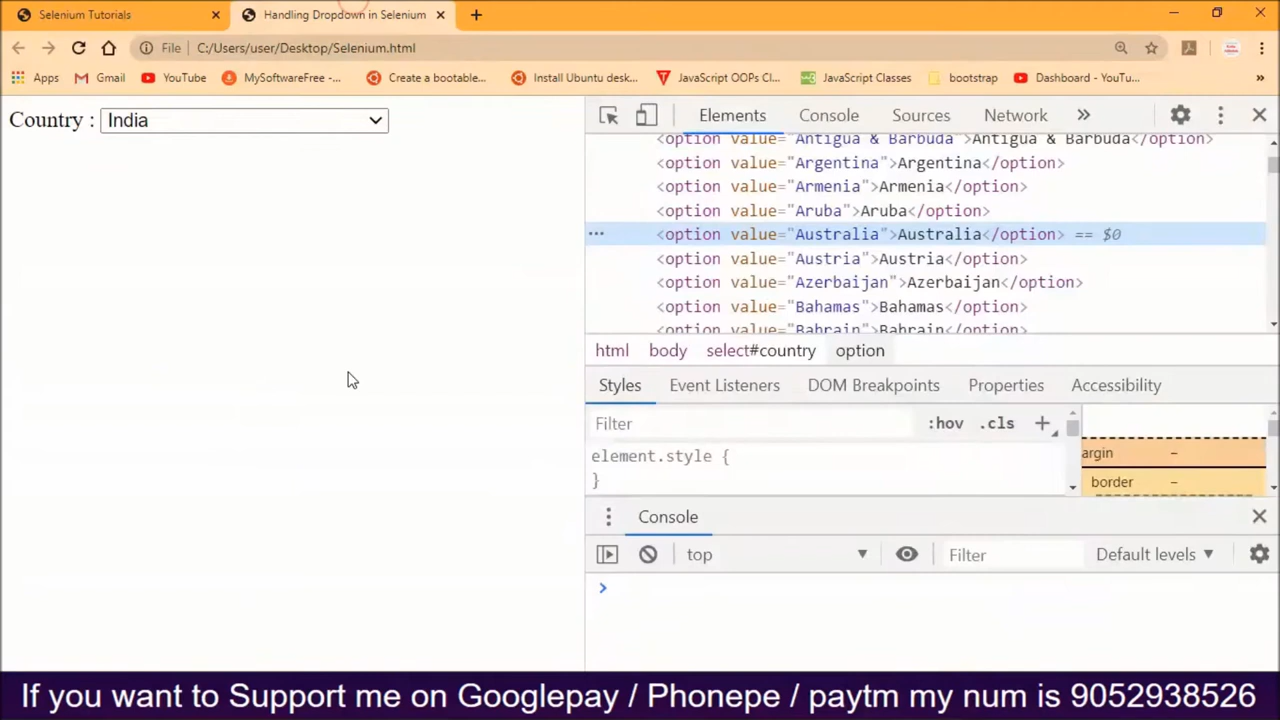 Selenium Tutorials
Handling Dropdown in Selenium
File C:/Users/user/Desktop/Selenium.html
Apps Gmail YouTube MySoftwareFree -... Create a bootable... Install Ubuntu desk... JavaScript OOPs Cl... JavaScript Classes bootstrap Dashboard - YouTu... »
Country : India
Elements Console Sources Network »
<option value="Antigua & Barbuda">Antigua & Barbuda</option>
<option value="Argentina">Argentina</option>
<option value="Armenia">Armenia</option>
<option value="Aruba">Aruba</option>
... <option value="Australia">Australia</option> == $0
<option value="Austria">Austria</option>
<option value="Azerbaijan">Azerbaijan</option>
<option value="Bahamas">Bahamas</option>
<option value="Bahrain">Bahrain</option>
html body select#country option
Styles Event Listeners DOM Breakpoints Properties Accessibility
Filter :hov .cls +
element.style {
}
argin –
border –
Console
top Filter Default levels
>
If you want to Support me on Googlepay / Phonepe / paytm my num is 9052938526